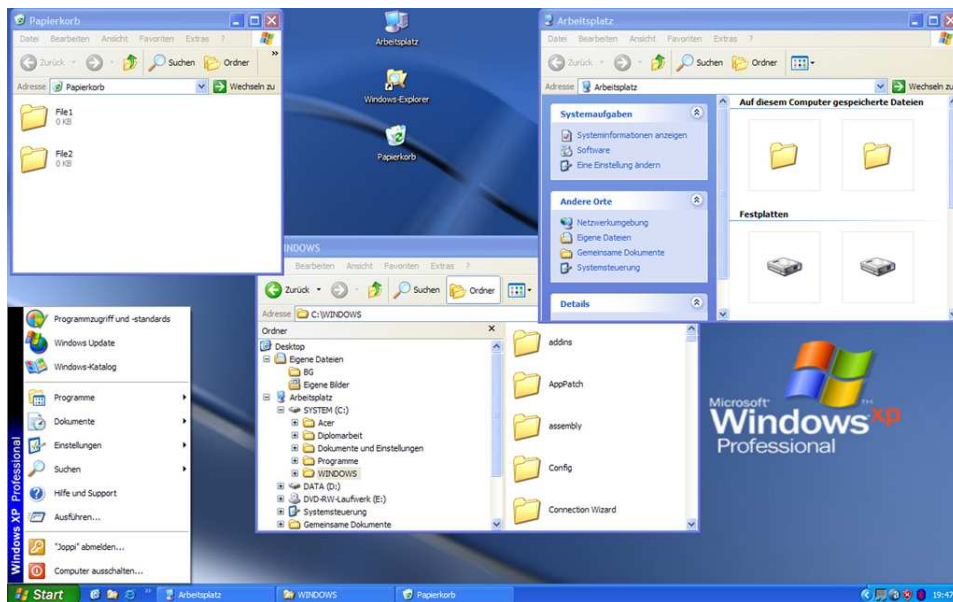 Papierkorb
Datei Bearbeiten Ansicht Favoriten Extras ?
Zurück Suchen Ordner
Adresse Papierkorb Wechseln zu
File1
0 KB
File2
0 KB
Arbeitsplatz
Windows-Explorer
Papierkorb
Arbeitsplatz
Datei Bearbeiten Ansicht Favoriten Extras ?
Zurück Suchen Ordner
Adresse Arbeitsplatz Wechseln zu
Systemaufgaben
Systeminformationen anzeigen
Software
Eine Einstellung ändern
Andere Orte
Netzwerkumgebung
Eigene Dateien
Gemeinsame Dokumente
Systemsteuerung
Details
Auf diesem Computer gespeicherte Dateien
Festplatten
INDOWS
Bearbeiten Ansicht Favoriten Extras ?
Zurück Suchen Ordner
Adresse C:\WINDOWS
Ordner
Desktop
Eigene Dateien
BG
Eigene Bilder
Arbeitsplatz
SYSTEM (C:)
Acer
Diplomarbeit
Dokumente und Einstellungen
Programme
WINDOWS
DATA (D:)
DVD-RW-Laufwerk (E:)
Systemsteuerung
Gemeinsame Dokumente
addins
AppPatch
assembly
Config
Connection Wizard
Windows XP Professional
Programmzugriff und -standards
Windows Update
Windows-Katalog
Programme
Dokumente
Einstellungen
Suchen
Hilfe und Support
Ausführen...
"Joppi" abmelden...
Computer ausschalten...
Microsoft
Windows xp
Professional
Start
Arbeitsplatz
WINDOWS
Papierkorb
19:47